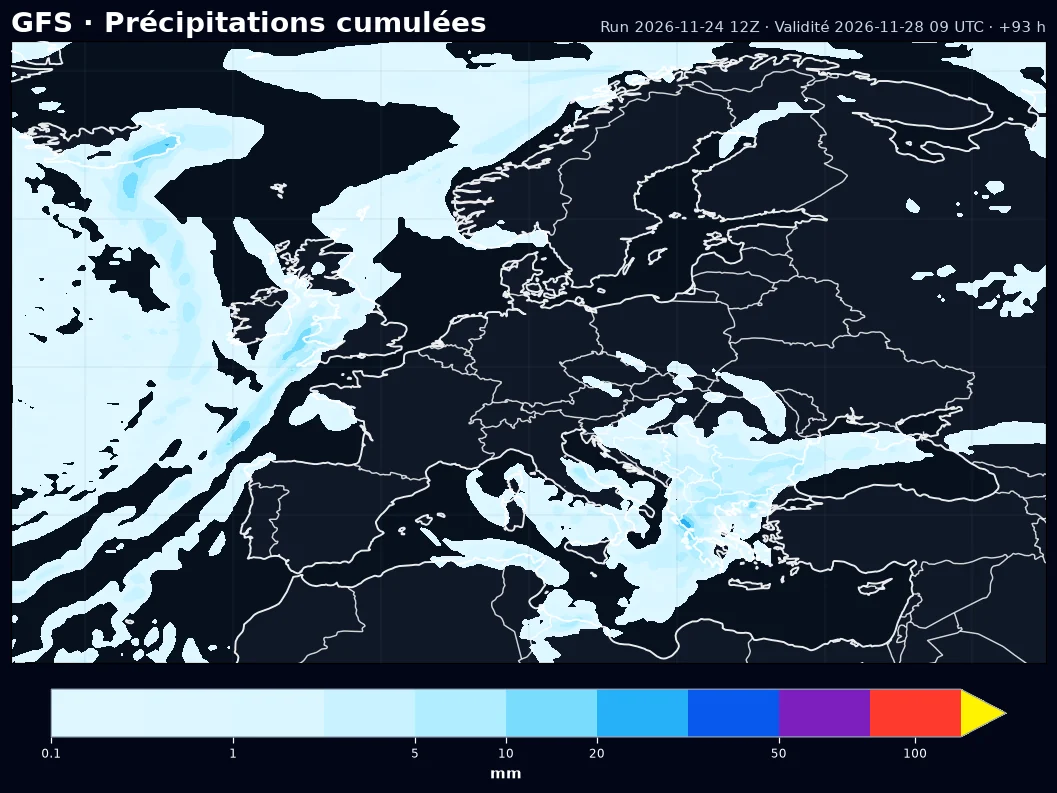 GFS · Précipitations cumulées
Run 2026-11-24 12Z · Validité 2026-11-28 09 UTC · +93 h
0.1 1 5 10 20 50 100
mm